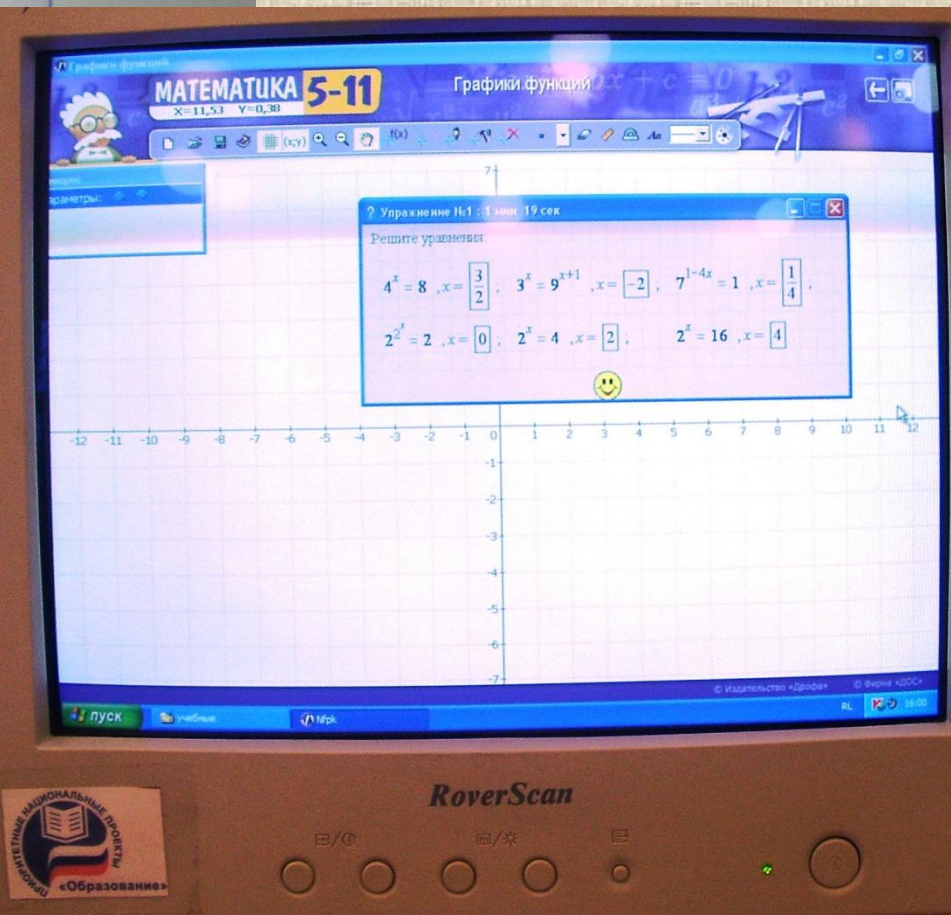 Графики функций
МАТЕМАТИКА 5-11
X=11,53 Y=0,38
Графики функций
f(x)
(x;y)
Aa
параметры:
? Упражнение №1 : 1 мин 19 сек
Решите уравнения:
4^x = 8 , x = 3/2 ; 3^x = 9^{x+1} , x = -2 ; 7^{1-4x} = 1 , x = 1/4 ,
2^{2^x} = 2 , x = 0 ; 2^x = 4 , x = 2 ; 2^x = 16 , x = 4
7
-12 -11 -10 -9 -8 -7 -6 -5 -4 -3 -2 -1 0 1 2 3 4 5 6 7 8 9 10 11 12
-1
-2
-3
-4
-5
-6
-7
© Издательство «Дрофа» © Фирма «ДОС»
пуск учебные Nfpk RL 16:00
RoverScan
ПРИОРИТЕТНЫЕ НАЦИОНАЛЬНЫЕ ПРОЕКТЫ
«Образование»